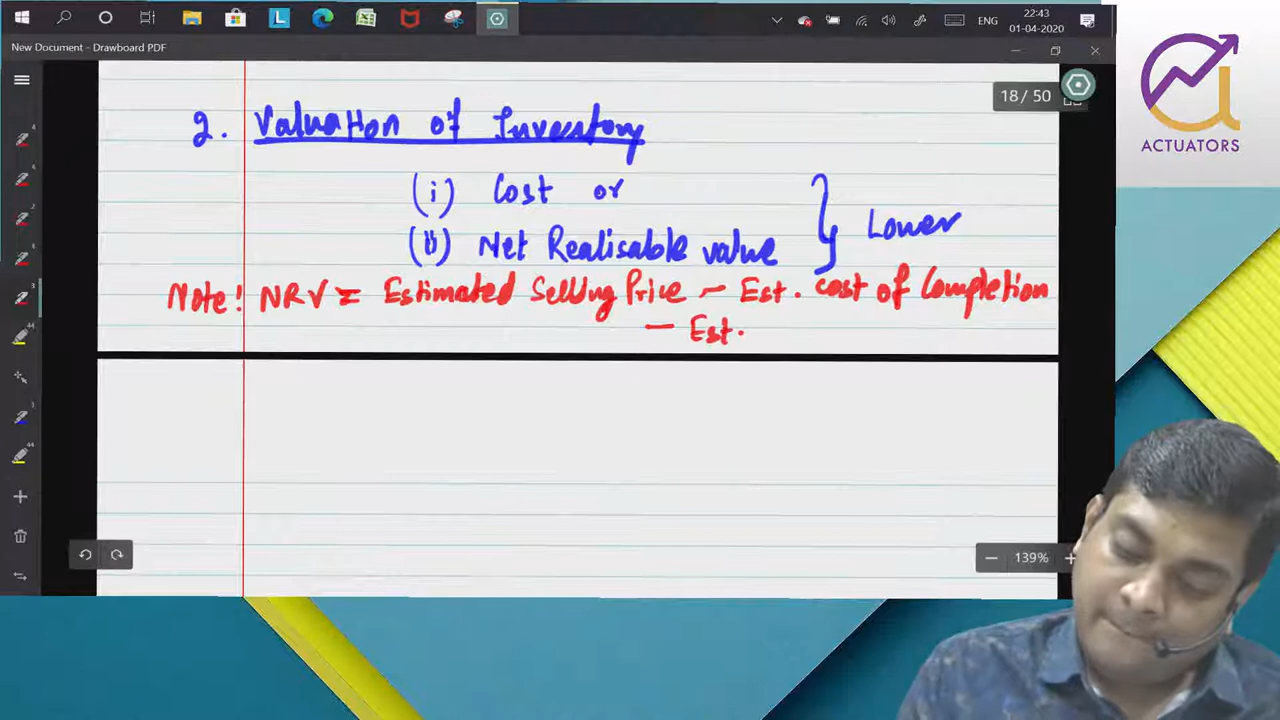 22:43
ENG
01-04-2020
New Document - Drawboard PDF
18 / 50
ACTUATORS
2. Valuation of Inventory
(i) Cost or
(ii) Net Realisable value
Lower
Note! NRV = Estimated Selling Price - Est. cost of Completion
- Est.
139%